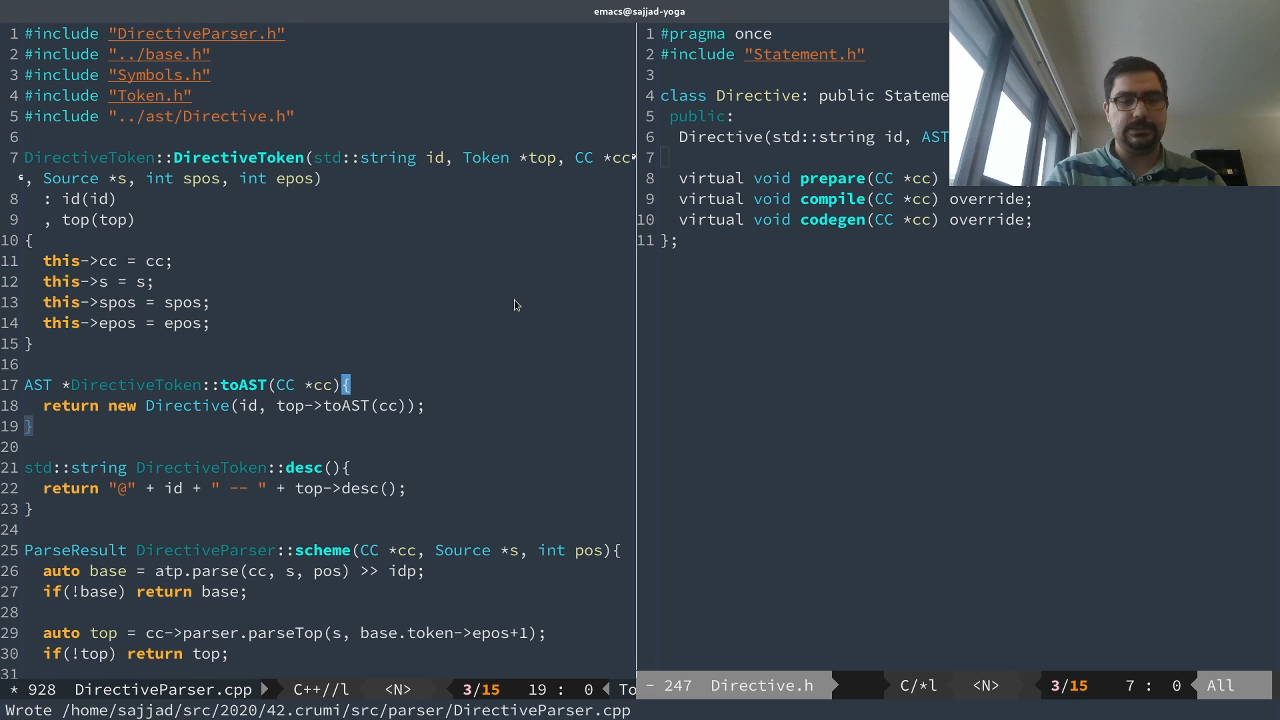 emacs@sajjad-yoga
1 #include "DirectiveParser.h"
2 #include "../base.h"
3 #include "Symbols.h"
4 #include "Token.h"
5 #include "../ast/Directive.h"
6
7 DirectiveToken::DirectiveToken(std::string id, Token *top, CC *cc
, Source *s, int spos, int epos)
8 : id(id)
9 , top(top)
10 {
11 this->cc = cc;
12 this->s = s;
13 this->spos = spos;
14 this->epos = epos;
15 }
16
17 AST *DirectiveToken::toAST(CC *cc){
18 return new Directive(id, top->toAST(cc));
19 }
20
21 std::string DirectiveToken::desc(){
22 return "@" + id + " -- " + top->desc();
23 }
24
25 ParseResult DirectiveParser::scheme(CC *cc, Source *s, int pos){
26 auto base = atp.parse(cc, s, pos) >> idp;
27 if(!base) return base;
28
29 auto top = cc->parser.parseTop(s, base.token->epos+1);
30 if(!top) return top;
31
* 928 DirectiveParser.cpp C++//l <N> 3/15 19 : 0 To
Wrote /home/sajjad/src/2020/42.crumi/src/parser/DirectiveParser.cpp
1 #pragma once
2 #include "Statement.h"
3
4 class Directive: public Stateme
5 public:
6 Directive(std::string id, AST
7
8 virtual void prepare(CC *cc)
9 virtual void compile(CC *cc) override;
10 virtual void codegen(CC *cc) override;
11 };
- 247 Directive.h C/*l <N> 3/15 7 : 0 All